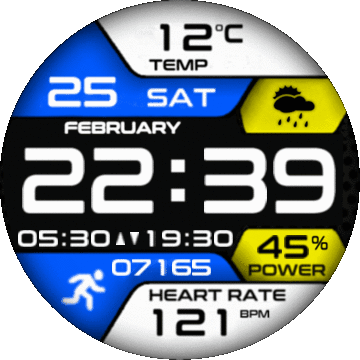 12°C
TEMP
25 SAT
FEBRUARY
22:39
05:30▲▼19:30
45%
POWER
07165
HEART RATE
121 BPM